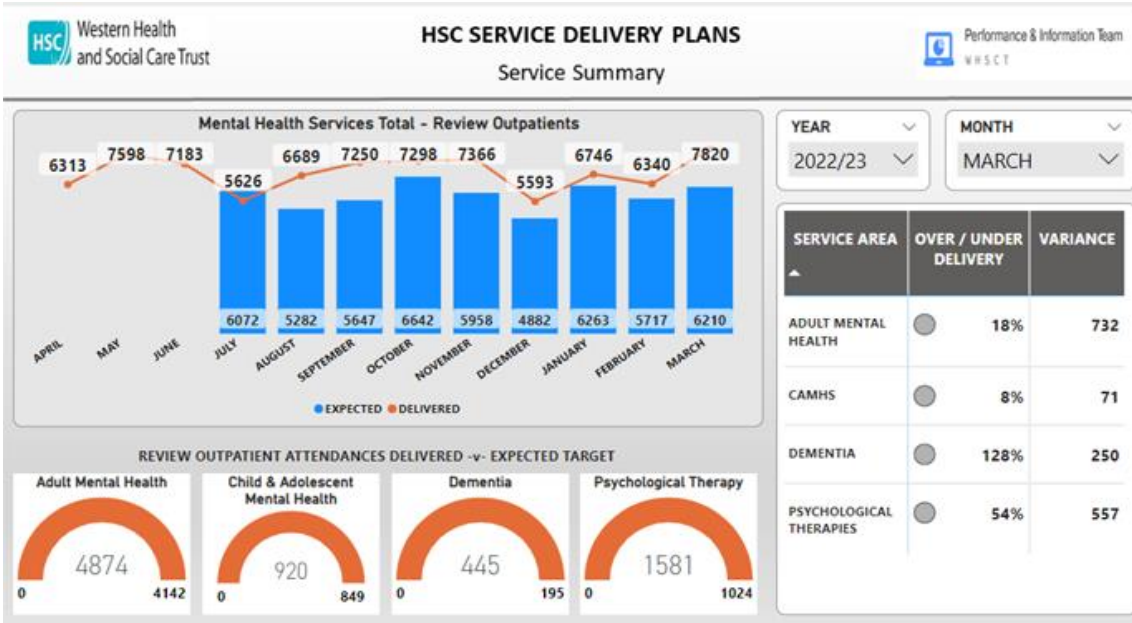 HSC
Western Health
and Social Care Trust
HSC SERVICE DELIVERY PLANS
Service Summary
Performance & Information Team
WHSCT
Mental Health Services Total - Review Outpatients
6313
7598
7183
5626
6689
7250
7298
7366
5593
6746
6340
7820
6072
5282
5647
6642
5958
4882
6263
5717
6210
APRIL
MAY
JUNE
JULY
AUGUST
SEPTEMBER
OCTOBER
NOVEMBER
DECEMBER
JANUARY
FEBRUARY
MARCH
EXPECTED DELIVERED
YEAR
2022/23
MONTH
MARCH
SERVICE AREA
OVER / UNDER
DELIVERY
VARIANCE
ADULT MENTAL
HEALTH
18%
732
CAMHS
8%
71
DEMENTIA
128%
250
PSYCHOLOGICAL
THERAPIES
54%
557
REVIEW OUTPATIENT ATTENDANCES DELIVERED -v- EXPECTED TARGET
Adult Mental Health
4874
0
4142
Child & Adolescent
Mental Health
920
0
849
Dementia
445
0
195
Psychological Therapy
1581
0
1024